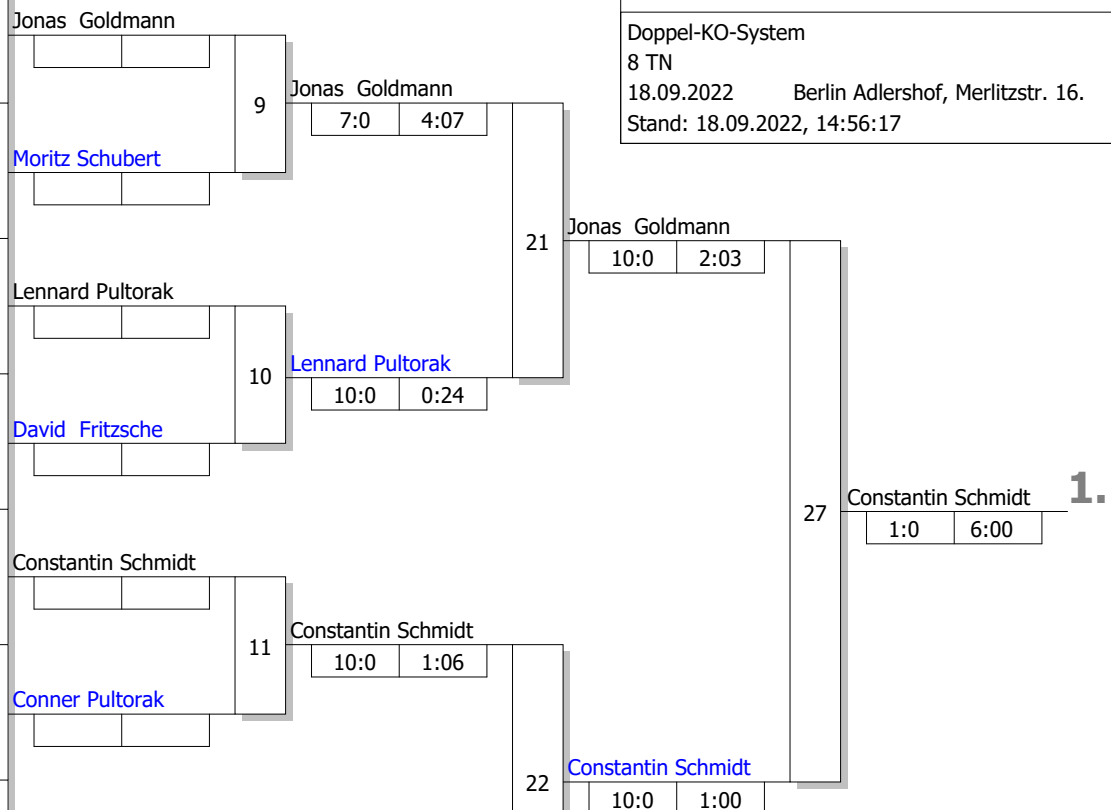 Jonas Goldmann
Doppel-KO-System
8 TN
18.09.2022 Berlin Adlershof, Merlitzstr. 16.
Stand: 18.09.2022, 14:56:17
9
Jonas Goldmann
7:0 4:07
Moritz Schubert
21
Jonas Goldmann
10:0 2:03
Lennard Pultorak
10
Lennard Pultorak
10:0 0:24
David Fritzsche
27
Constantin Schmidt 1.
1:0 6:00
Constantin Schmidt
11
Constantin Schmidt
10:0 1:06
Conner Pultorak
22
Constantin Schmidt
10:0 1:00